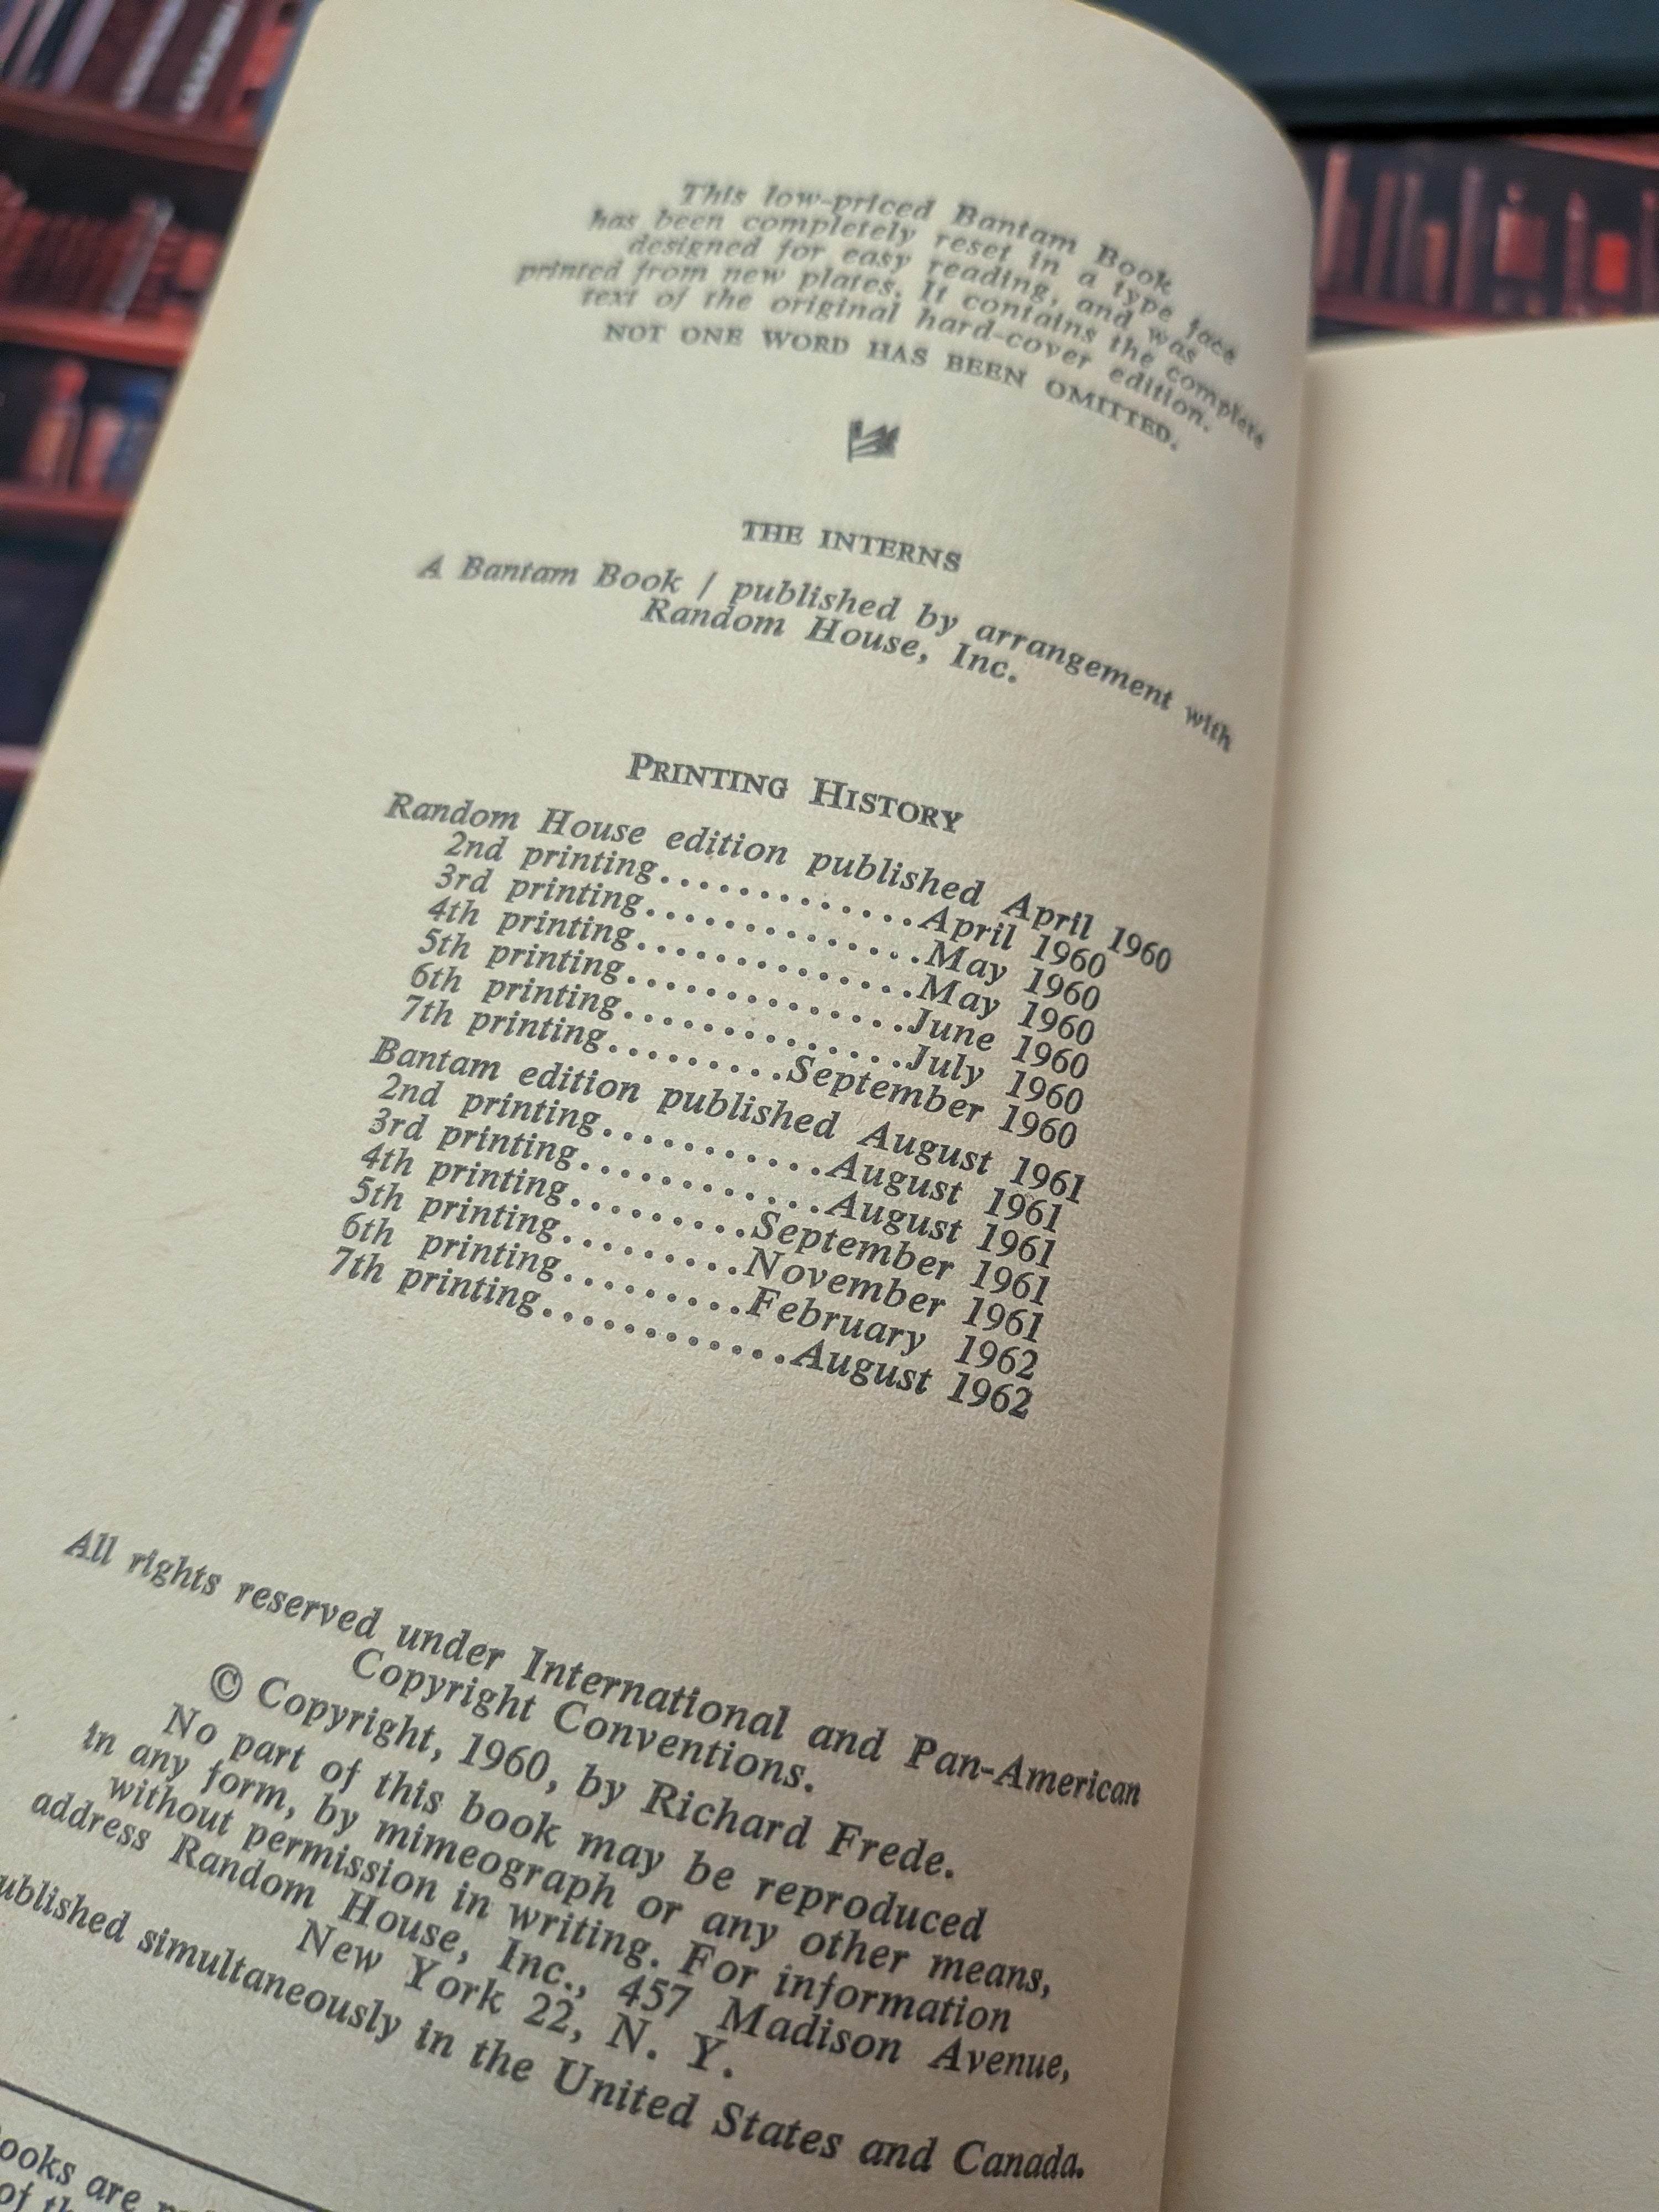 This low-priced Bantam Book
has been completely reset in a type face
designed for easy reading, and was
printed from new plates. It contains the complete
text of the original hard-cover edition.
NOT ONE WORD HAS BEEN OMITTED.
THE INTERNS
A Bantam Book / published by arrangement with
Random House, Inc.
PRINTING HISTORY
Random House edition published April 1960
2nd printing.............April 1960
3rd printing..............May 1960
4th printing..............May 1960
5th printing..............June 1960
6th printing..............July 1960
7th printing.........September 1960
Bantam edition published August 1961
2nd printing...........August 1961
3rd printing............August 1961
4th printing.........September 1961
5th printing.........November 1961
6th printing.........February 1962
7th printing............August 1962
All rights reserved under International and Pan-American
Copyright Conventions.
© Copyright, 1960, by Richard Frede.
No part of this book may be reproduced
in any form, by mimeograph or any other means,
without permission in writing. For information
address Random House, Inc., 457 Madison Avenue,
New York 22, N. Y.
ublished simultaneously in the United States and Canada.
ooks are
of